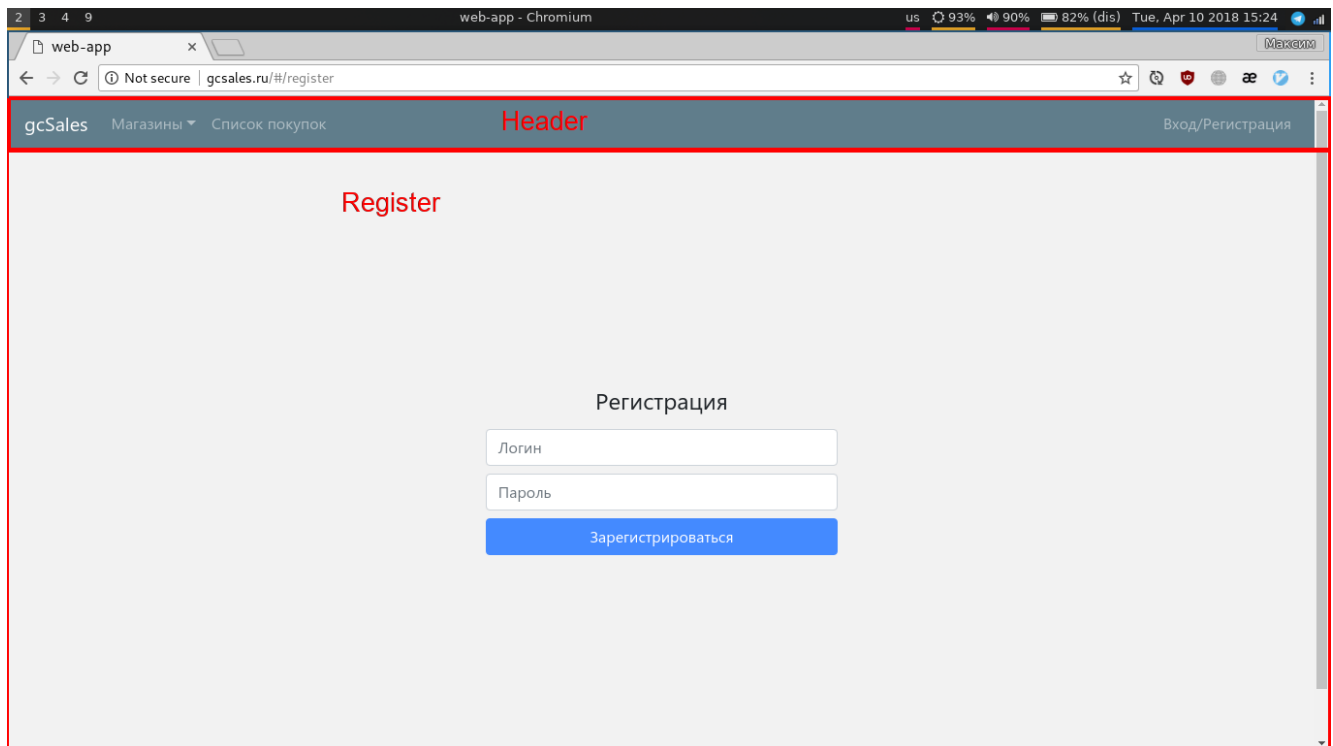 2 3 4 9 web-app - Chromium us 93% 90% 82% (dis) Tue, Apr 10 2018 15:24
web-app × Максим
Not secure | gcsales.ru/#/register
gcSales Магазины Список покупок Header Вход/Регистрация
Register
Регистрация
Логин
Пароль
Зарегистрироваться